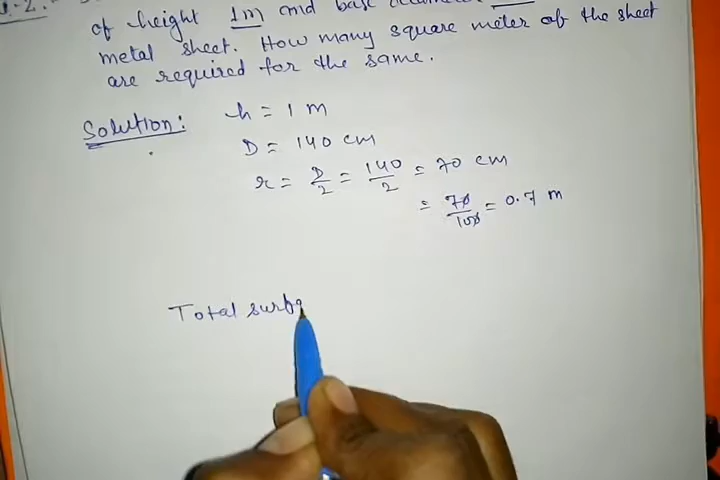 of height 1m and base
metal sheet. How many square meter of the sheet
are required for the same.
Solution: h = 1 m
D = 140 cm
r = D/2 = 140/2 = 70 cm
= 70/100 = 0.7 m
Total surfa